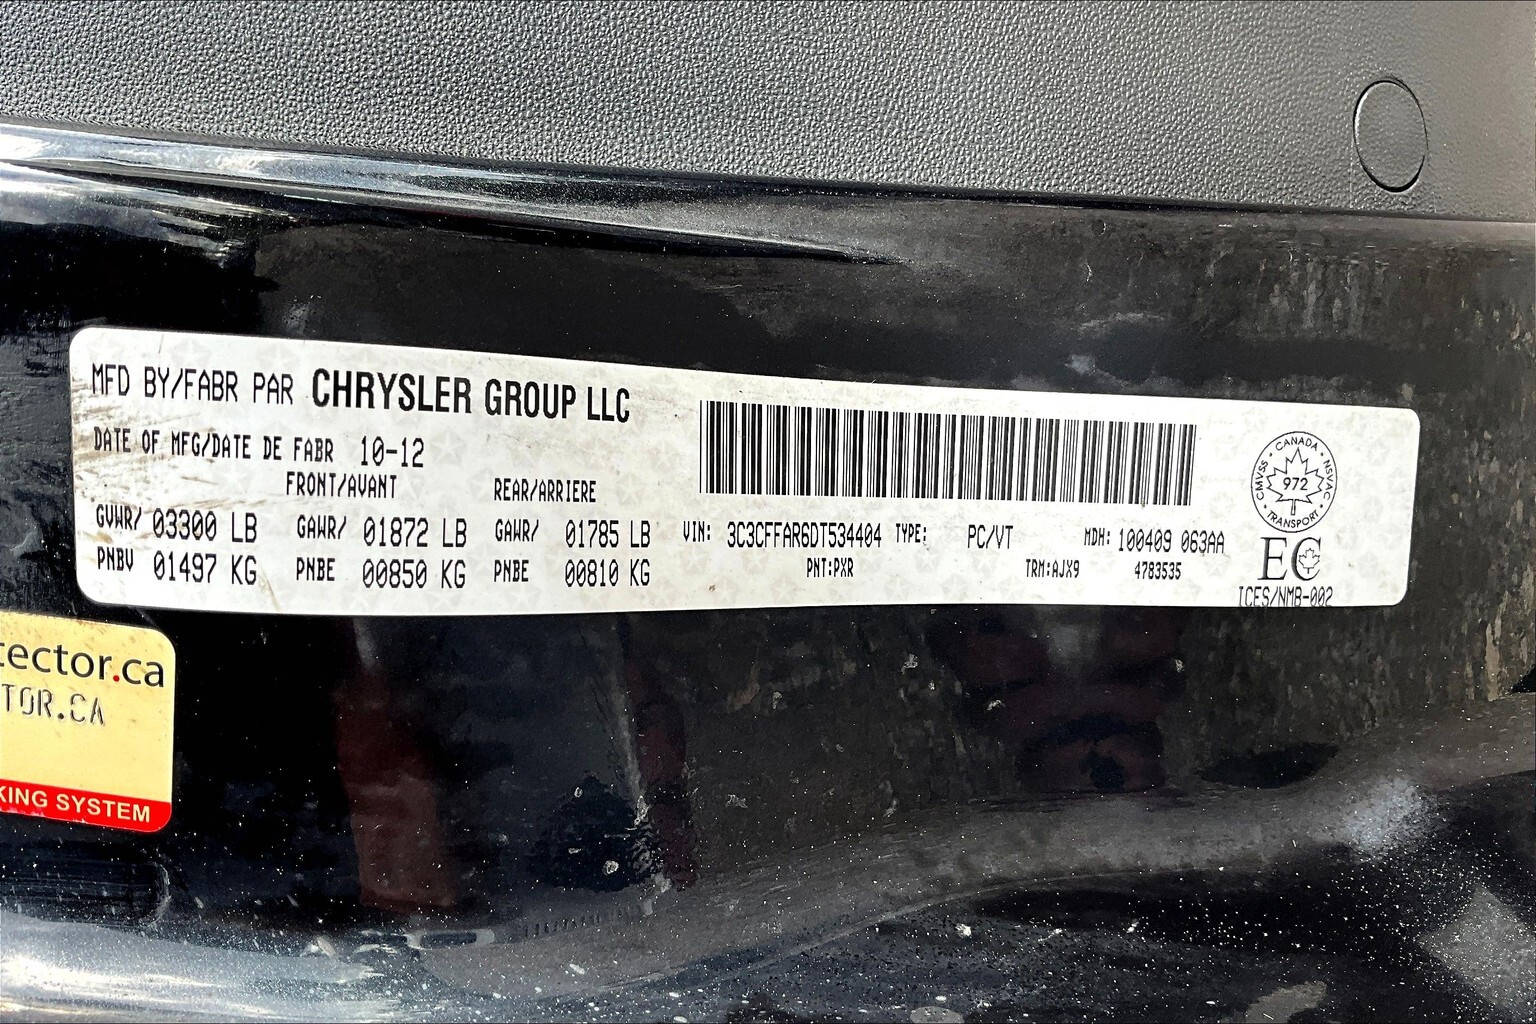 MFD BY/FABR PAR CHRYSLER GROUP LLC
DATE OF MFG/DATE DE FABR 10-12
FRONT/AVANT REAR/ARRIERE
GVWR/ 03300 LB GAWR/ 01872 LB GAWR/ 01785 LB
PNBV 01497 KG PNBE 00850 KG PNBE 00810 KG
VIN: 3C3CFFAR6DT534404 TYPE: PC/VT MDH: 100409 063AA
PNT:PXR TRM:AJX9 4783535
CANADA
CMVSS 972 NSVAC
TRANSPORT
EC
ICES/NMB-002
tector.ca
TOR.CA
KING SYSTEM